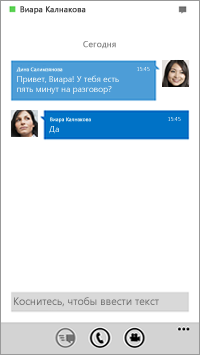 Виара Калнакова
Сегодня
Дина Салимзянова 15:45
Привет, Виара! У тебя есть
пять минут на разговор?
Виара Калнакова 15:45
Да
Коснитесь, чтобы ввести текст